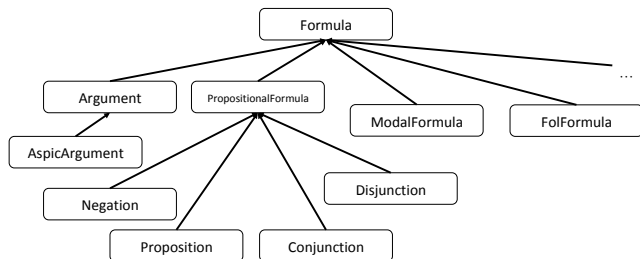 Formula
...
Argument
PropositionalFormula
ModalFormula
FolFormula
AspicArgument
Disjunction
Negation
Proposition
Conjunction